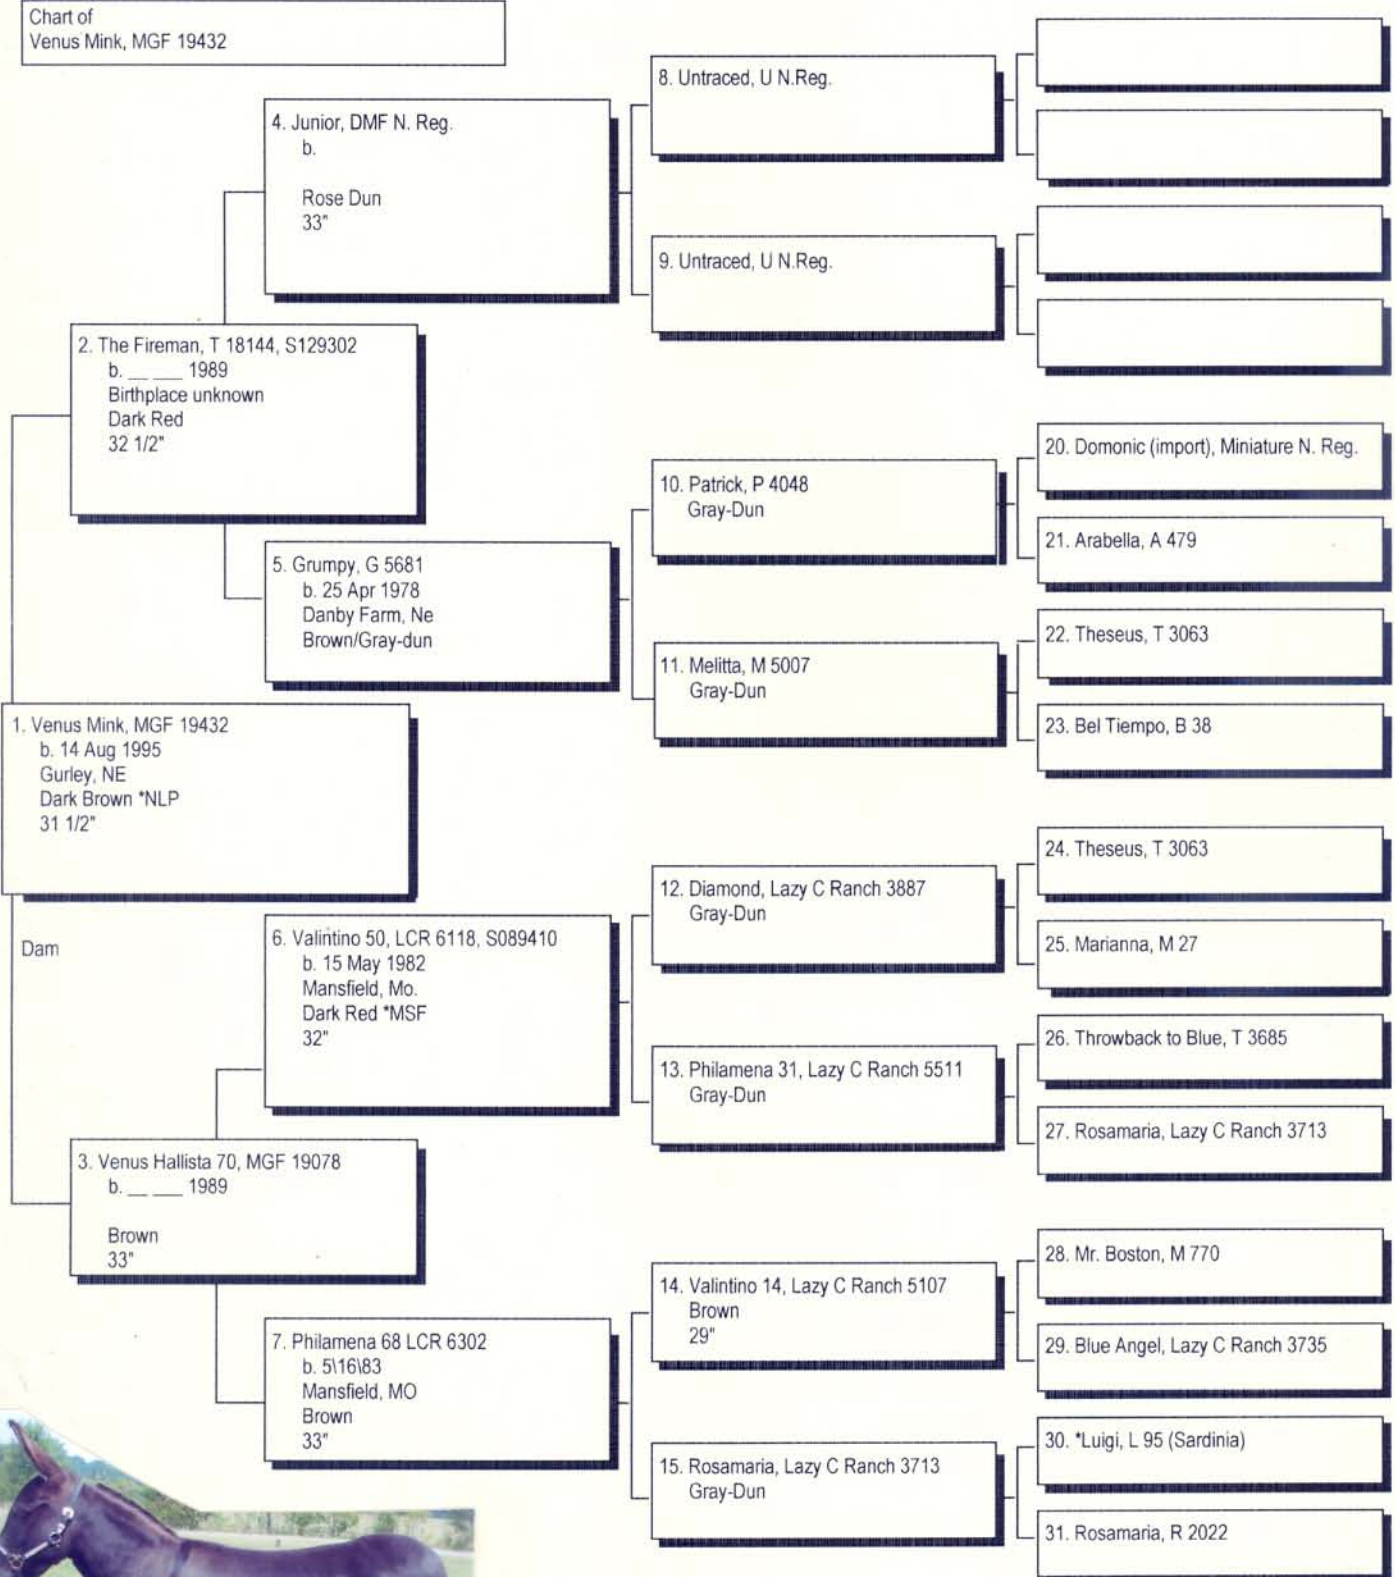 Chart of
Venus Mink, MGF 19432
8. Untraced, U N.Reg.
4. Junior, DMF N. Reg.
b.
Rose Dun
33"
9. Untraced, U N.Reg.
2. The Fireman, T 18144, S129302
b. __ ___ 1989
Birthplace unknown
Dark Red
32 1/2"
20. Domonic (import), Miniature N. Reg.
10. Patrick, P 4048
Gray-Dun
21. Arabella, A 479
5. Grumpy, G 5681
b. 25 Apr 1978
Danby Farm, Ne
Brown/Gray-dun
22. Theseus, T 3063
11. Melitta, M 5007
Gray-Dun
23. Bel Tiempo, B 38
1. Venus Mink, MGF 19432
b. 14 Aug 1995
Gurley, NE
Dark Brown *NLP
31 1/2"
24. Theseus, T 3063
12. Diamond, Lazy C Ranch 3887
Gray-Dun
25. Marianna, M 27
Dam
6. Valintino 50, LCR 6118, S089410
b. 15 May 1982
Mansfield, Mo.
Dark Red *MSF
32"
26. Throwback to Blue, T 3685
13. Philamena 31, Lazy C Ranch 5511
Gray-Dun
27. Rosamaria, Lazy C Ranch 3713
3. Venus Hallista 70, MGF 19078
b. __ ___ 1989
Brown
33"
28. Mr. Boston, M 770
14. Valintino 14, Lazy C Ranch 5107
Brown
29"
29. Blue Angel, Lazy C Ranch 3735
7. Philamena 68 LCR 6302
b. 5\16\83
Mansfield, MO
Brown
33"
30. *Luigi, L 95 (Sardinia)
15. Rosamaria, Lazy C Ranch 3713
Gray-Dun
31. Rosamaria, R 2022